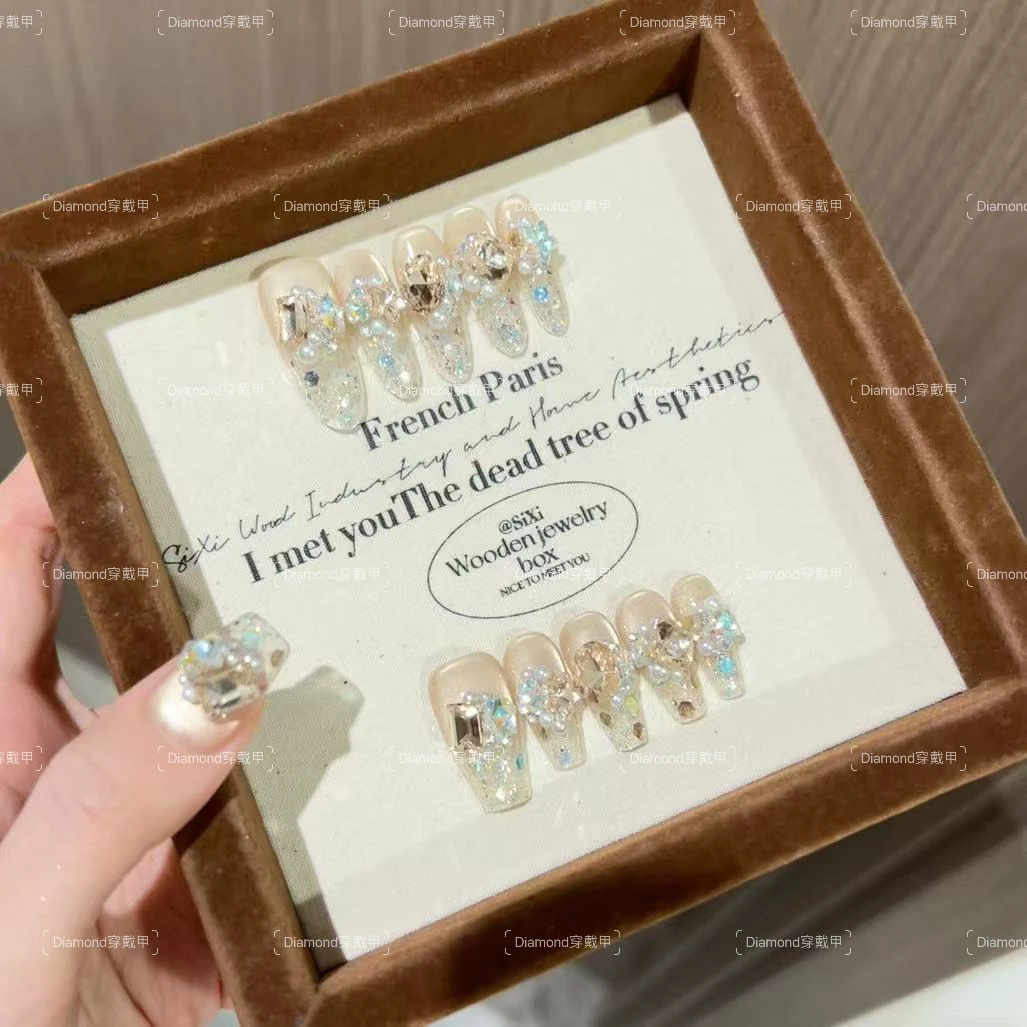 French Paris
SiXi Wood Industry and Home Aesthetics
I met youThe dead tree of spring
@SiXi
Wooden jewelry
box
NICE TO MEET YOU
Diamond穿戴甲